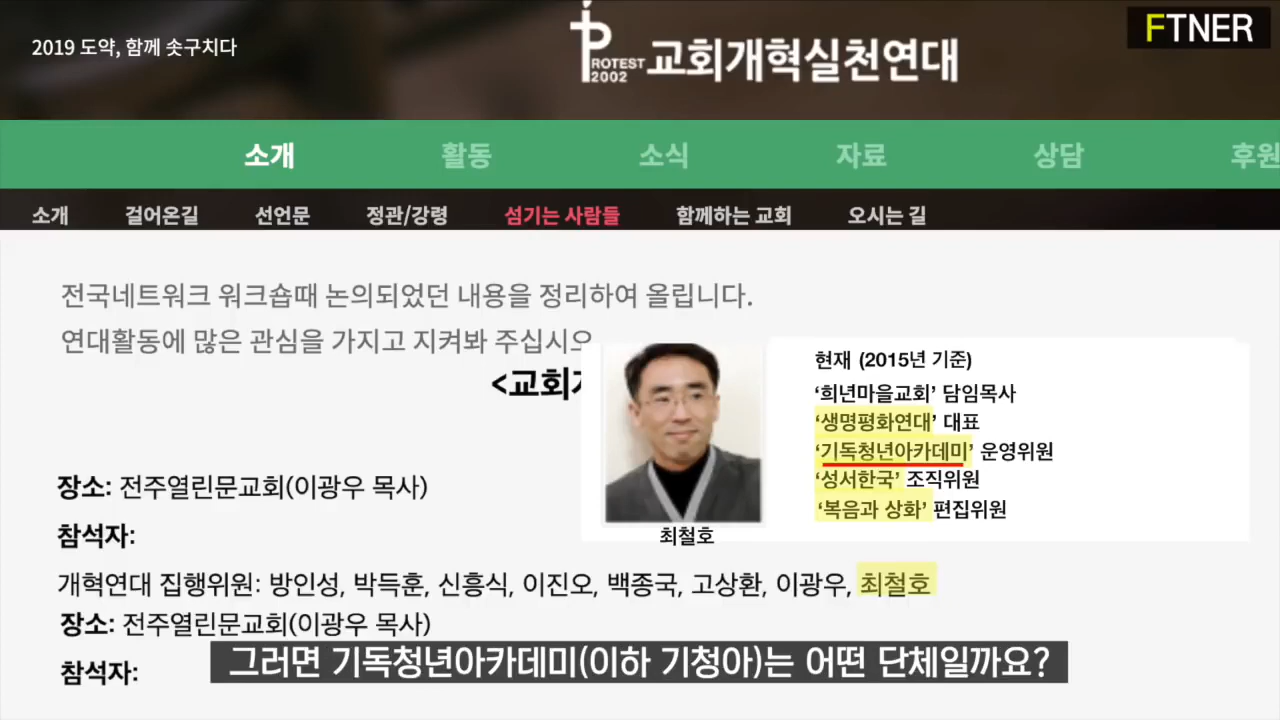 2019 도약, 함께 솟구치다
PROTEST 2002 교회개혁실천연대
FTNER
소개 활동 소식 자료 상담 후원
소개 걸어온길 선언문 정관/강령 섬기는 사람들 함께하는 교회 오시는 길
전국네트워크 워크숍때 논의되었던 내용을 정리하여 올립니다.
연대활동에 많은 관심을 가지고 지켜봐 주십시오
<교회개
현재 (2015년 기준)
‘희년마을교회’ 담임목사
‘생명평화연대’ 대표
‘기독청년아카데미’ 운영위원
‘성서한국’ 조직위원
‘복음과 상화’ 편집위원
최철호
장소: 전주열린문교회(이광우 목사)
참석자:
개혁연대 집행위원: 방인성, 박득훈, 신흥식, 이진오, 백종국, 고상환, 이광우, 최철호
장소: 전주열린문교회(이광우 목사)
참석자:
그러면 기독청년아카데미(이하 기청아)는 어떤 단체일까요?